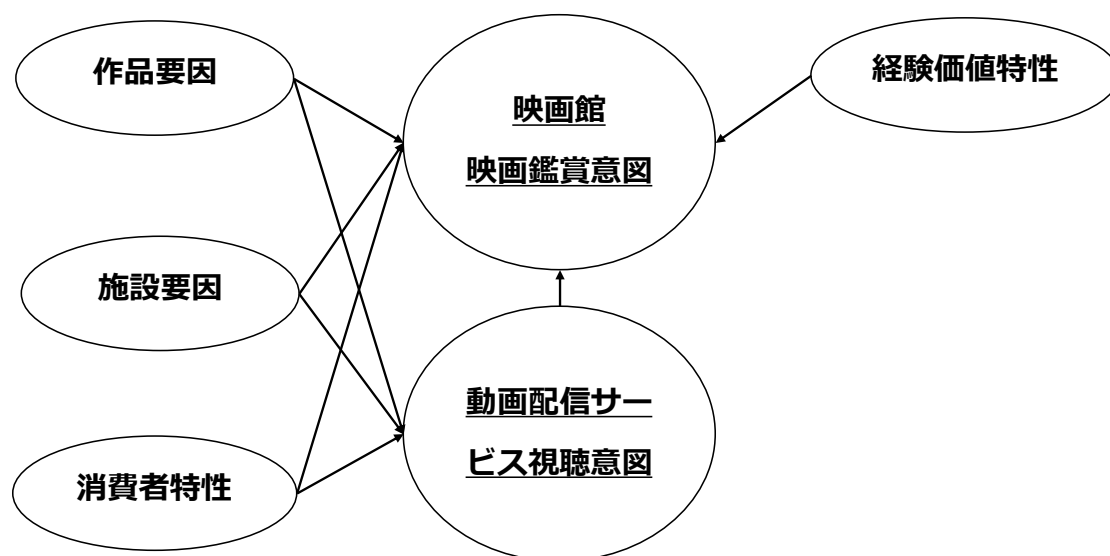 作品要因
映画館
映画鑑賞意図
経験価値特性
施設要因
動画配信サー
ビス視聴意図
消費者特性